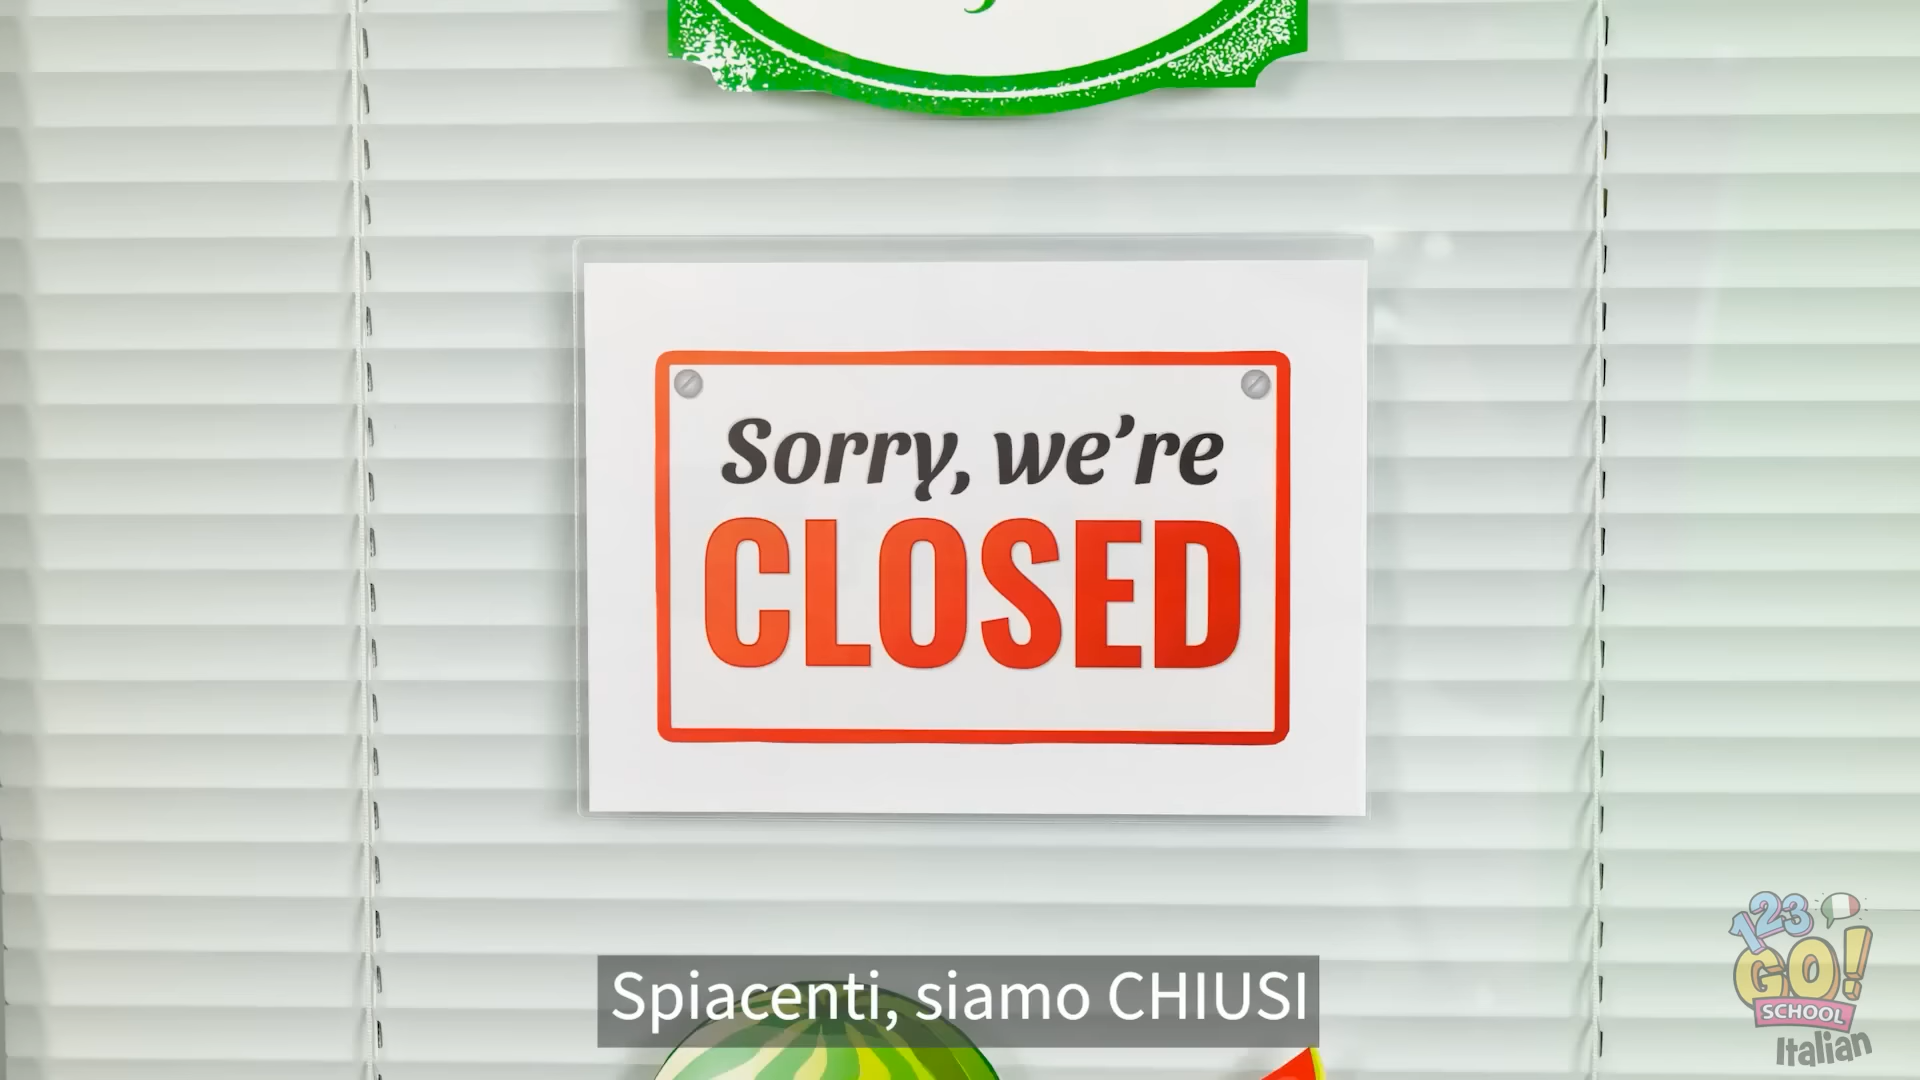 Sorry, we're
CLOSED
Spiacenti, siamo CHIUSI
123
GO!
SCHOOL
Italian